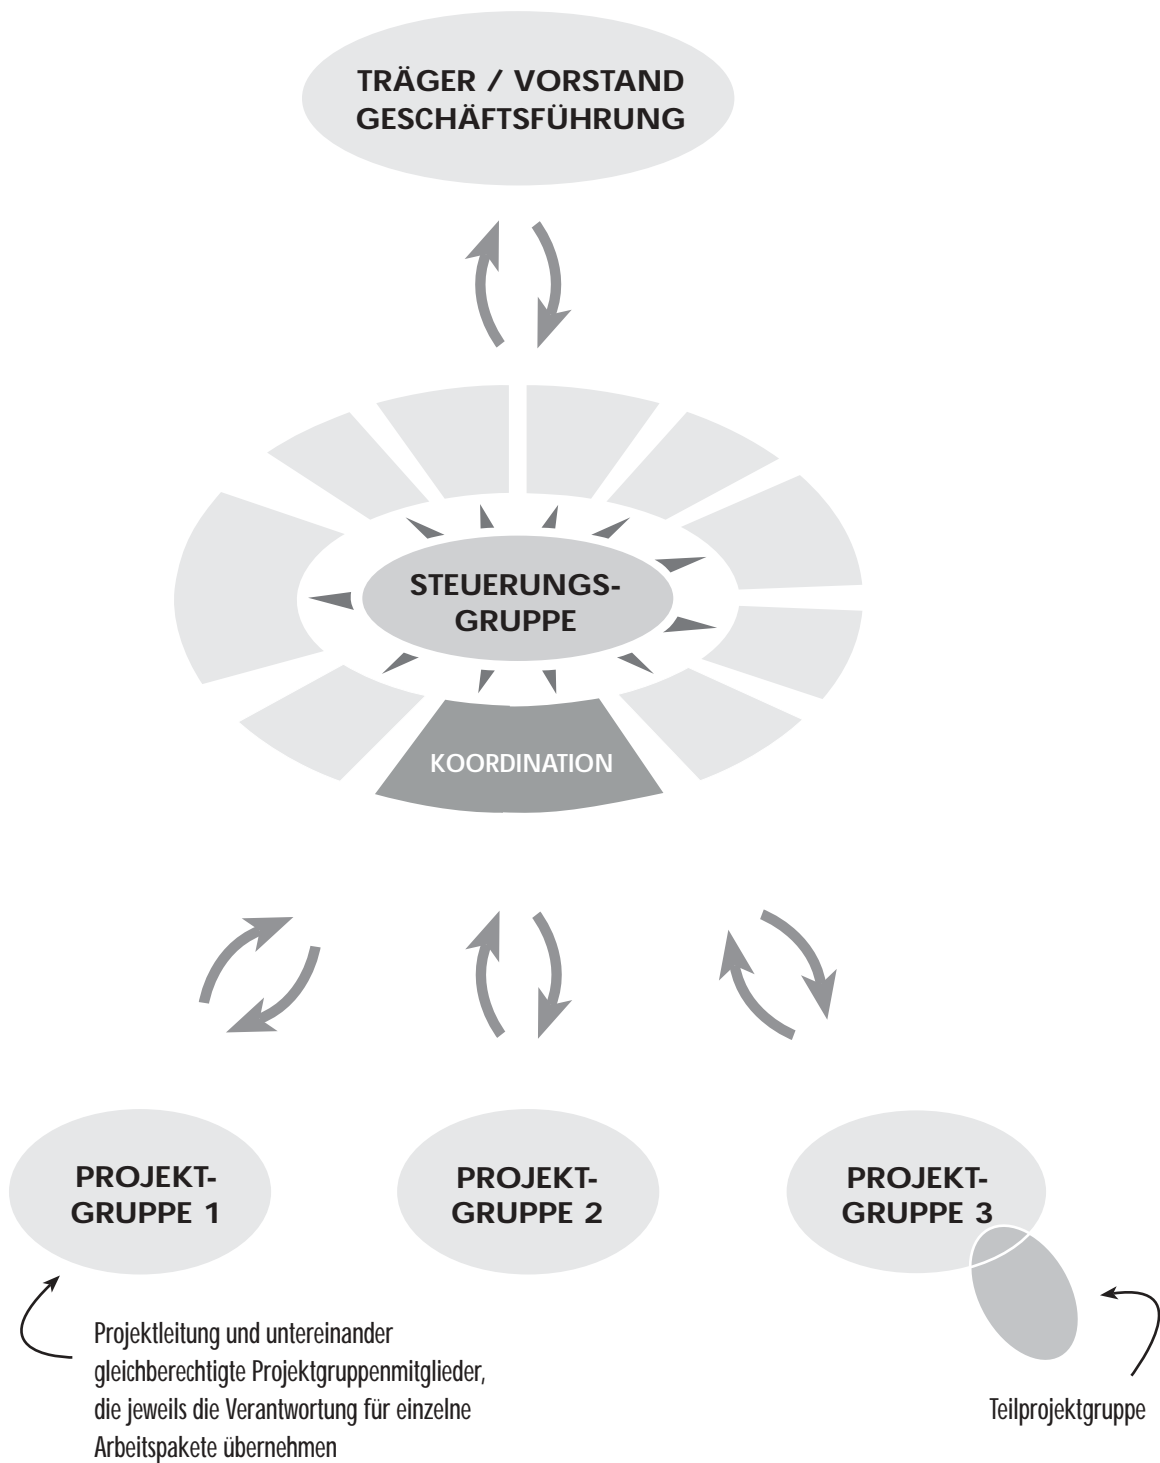 TRÄGER / VORSTAND
GESCHÄFTSFÜHRUNG
STEUERUNGS-
GRUPPE
KOORDINATION
PROJEKT-
GRUPPE 1
PROJEKT-
GRUPPE 2
PROJEKT-
GRUPPE 3
Projektleitung und untereinander
gleichberechtigte Projektgruppenmitglieder,
die jeweils die Verantwortung für einzelne
Arbeitspakete übernehmen
Teilprojektgruppe